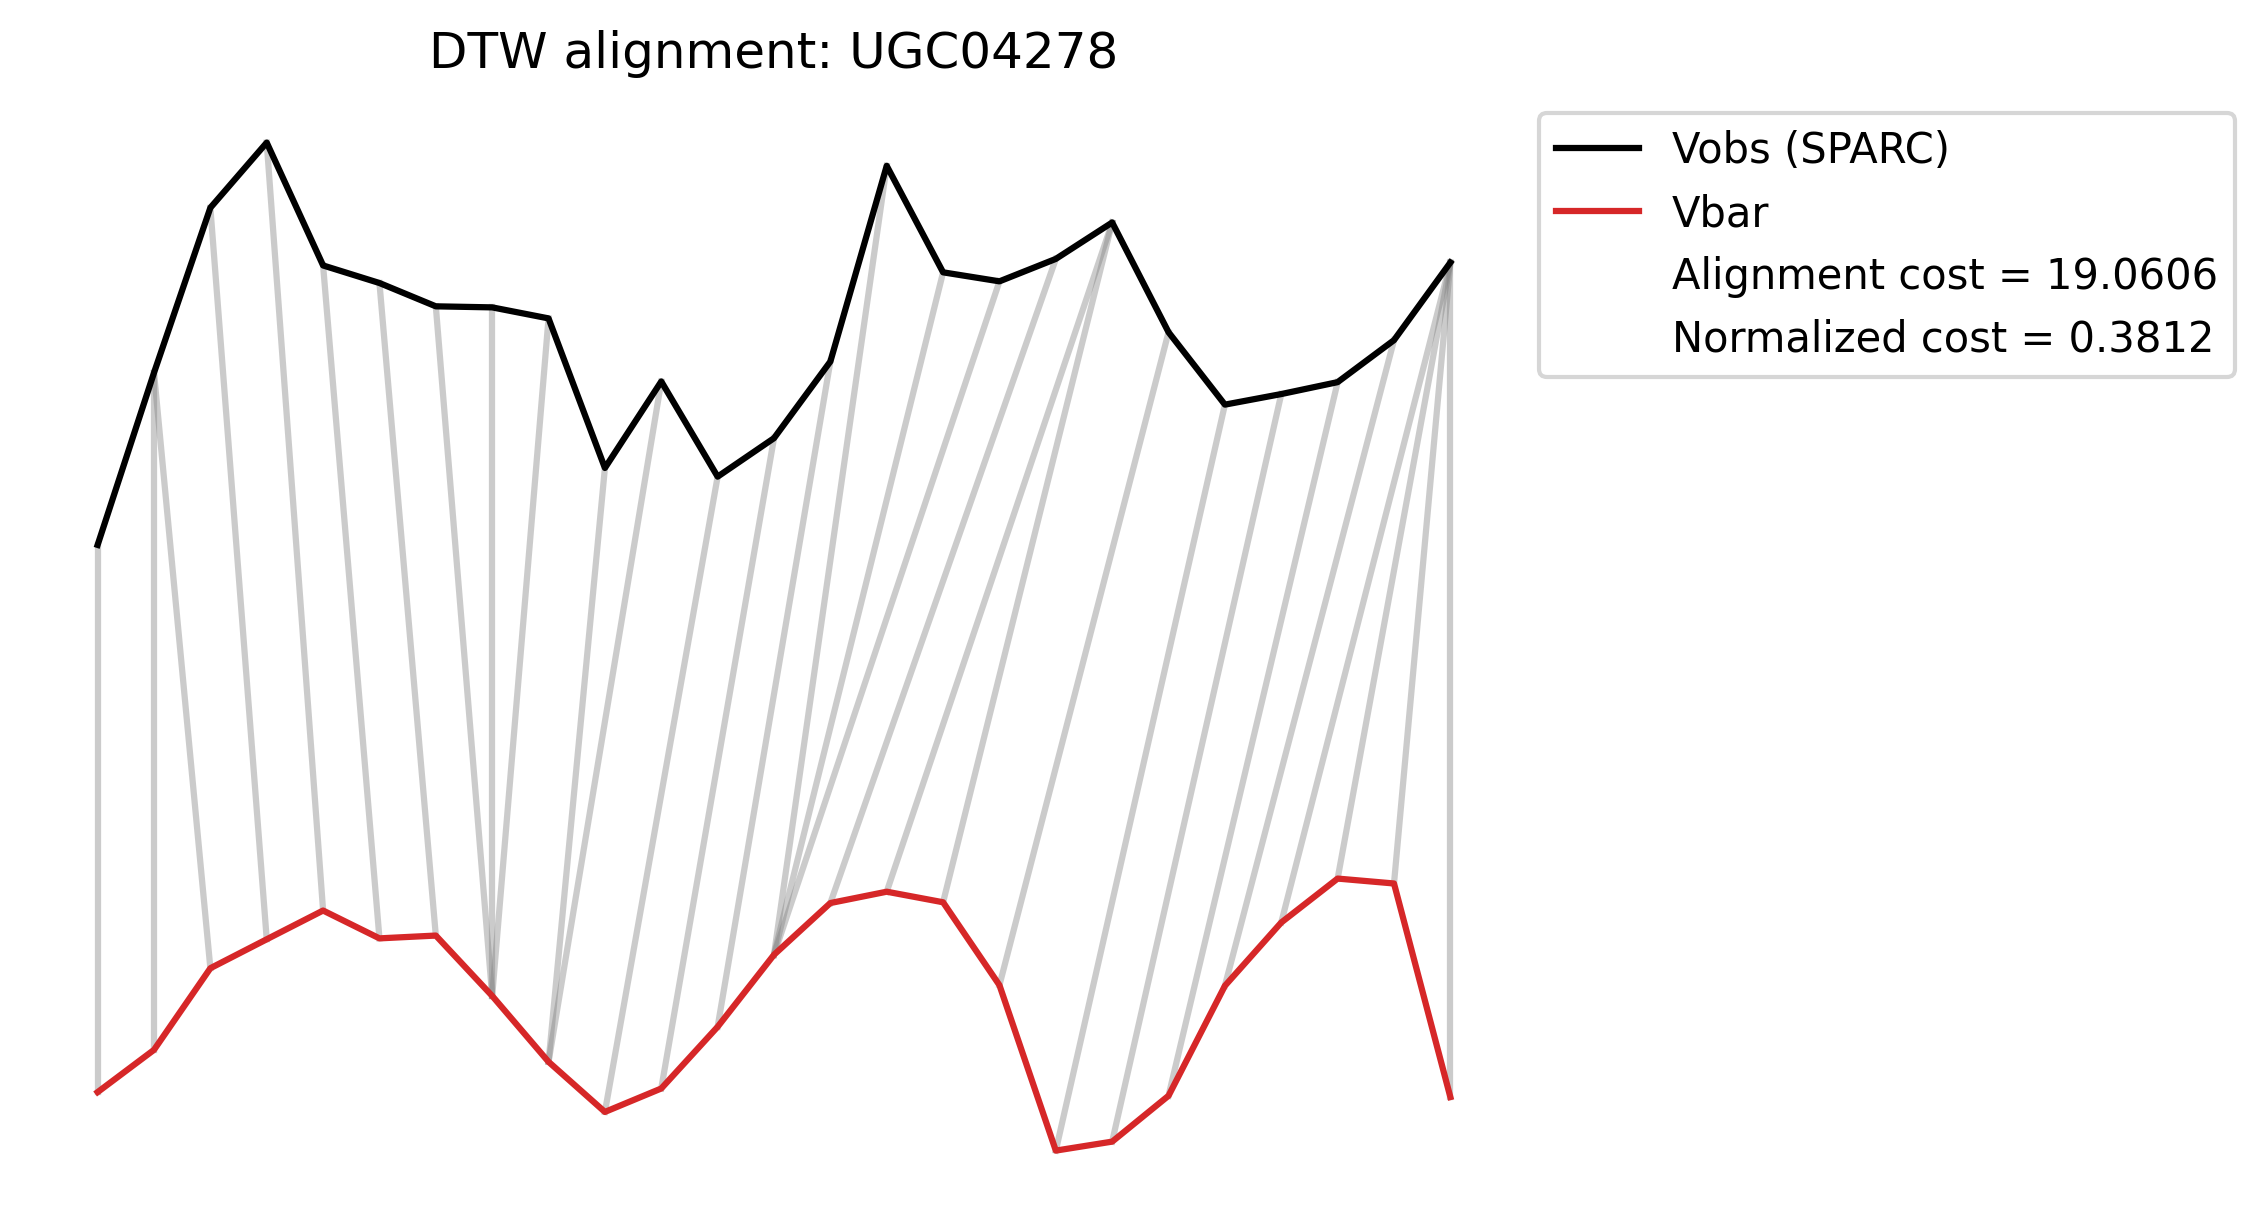 DTW alignment: UGC04278
Vobs (SPARC)
Vbar
Alignment cost = 19.0606
Normalized cost = 0.3812